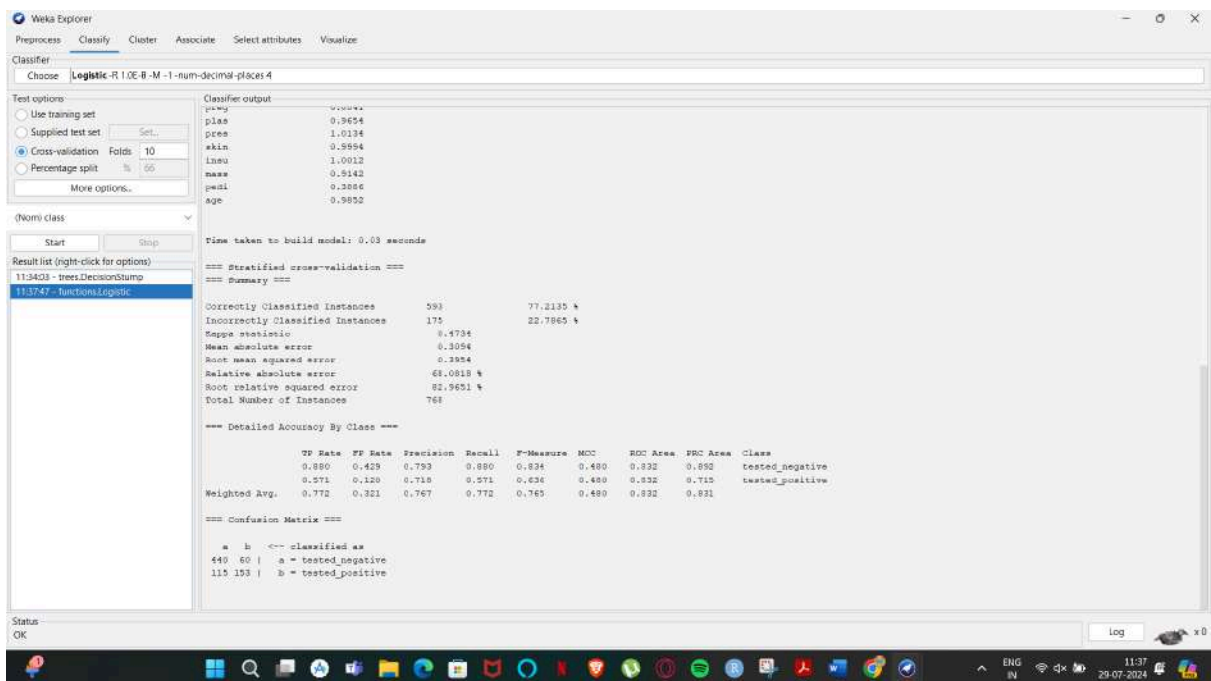 Weka Explorer
Preprocess Classify Cluster Associate Select attributes Visualize
Classifier
Choose Logistic -R 1.0E-8 -M -1 -num-decimal-places 4
Test options
Use training set
Supplied test set Set...
Cross-validation Folds 10
Percentage split % 66
More options...
(Nom) class
Start Stop
Result list (right-click for options)
11:34:03 - trees.DecisionStump
11:37:47 - functions.Logistic
Classifier output
plas 0.9654
pres 1.0134
skin 0.9994
insu 1.0012
mass 0.9142
pedi 0.3886
age 0.9852
Time taken to build model: 0.03 seconds
=== Stratified cross-validation ===
=== Summary ===
Correctly Classified Instances 593 77.2135 %
Incorrectly Classified Instances 175 22.7865 %
Kappa statistic 0.4734
Mean absolute error 0.3094
Root mean squared error 0.3954
Relative absolute error 68.0818 %
Root relative squared error 82.9651 %
Total Number of Instances 768
=== Detailed Accuracy By Class ===
TP Rate FP Rate Precision Recall F-Measure MCC ROC Area PRC Area Class
0.880 0.429 0.793 0.880 0.834 0.480 0.832 0.892 tested_negative
0.571 0.120 0.718 0.571 0.636 0.480 0.832 0.715 tested_positive
Weighted Avg. 0.772 0.321 0.767 0.772 0.765 0.480 0.832 0.831
=== Confusion Matrix ===
a b <-- classified as
440 60 | a = tested_negative
115 153 | b = tested_positive
Status
OK
Log x 0
ENG
IN
11:37
29-07-2024